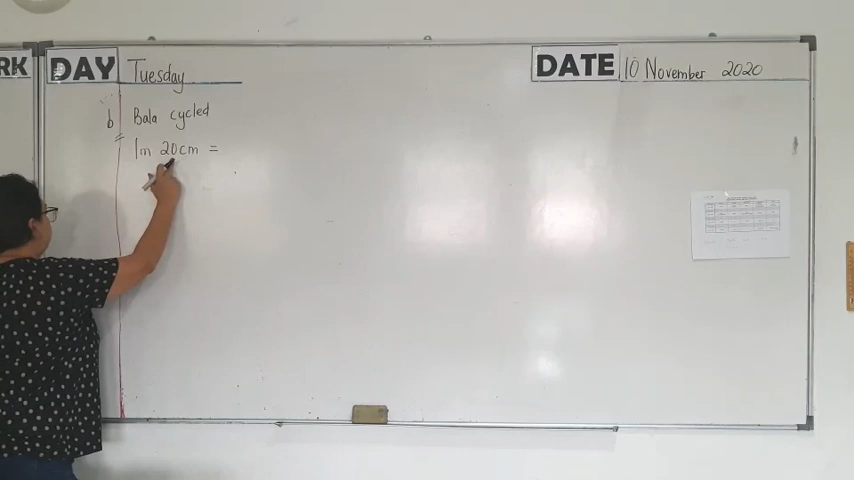 RK
DAY Tuesday
DATE 10 November 2020
b Bala cycled
1m 20cm =